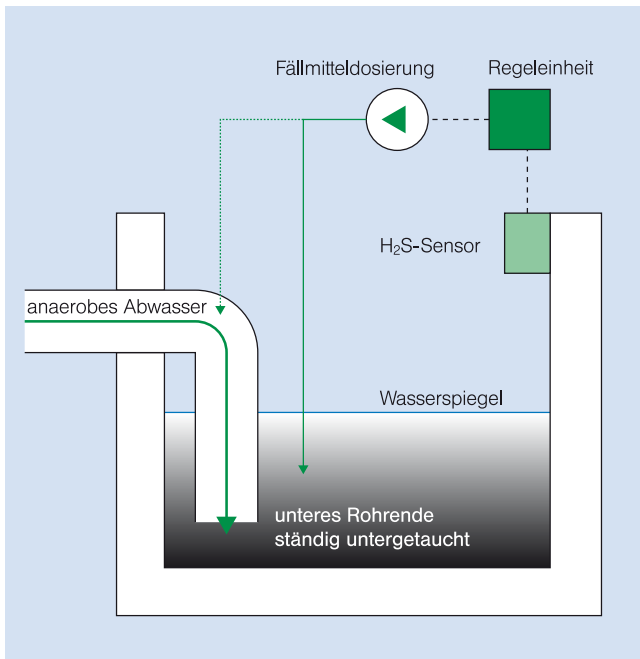 Fällmitteldosierung
Regeleinheit
H₂S-Sensor
anaerobes Abwasser
Wasserspiegel
unteres Rohrende
ständig untergetaucht